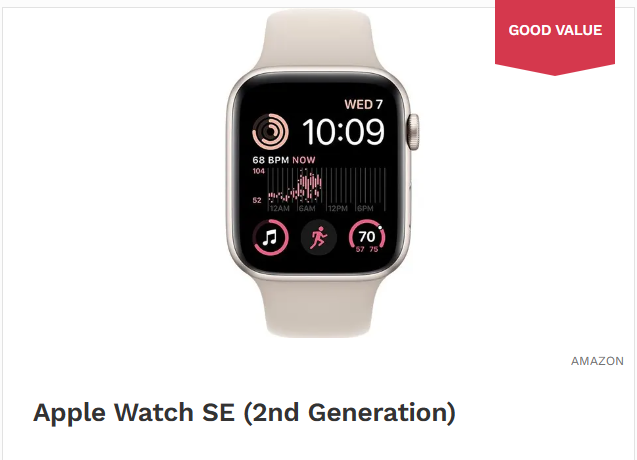 GOOD VALUE
WED 7
10:09
68 BPM NOW
104
52
12AM 6AM 12PM 6PM
70
57 75
AMAZON
Apple Watch SE (2nd Generation)